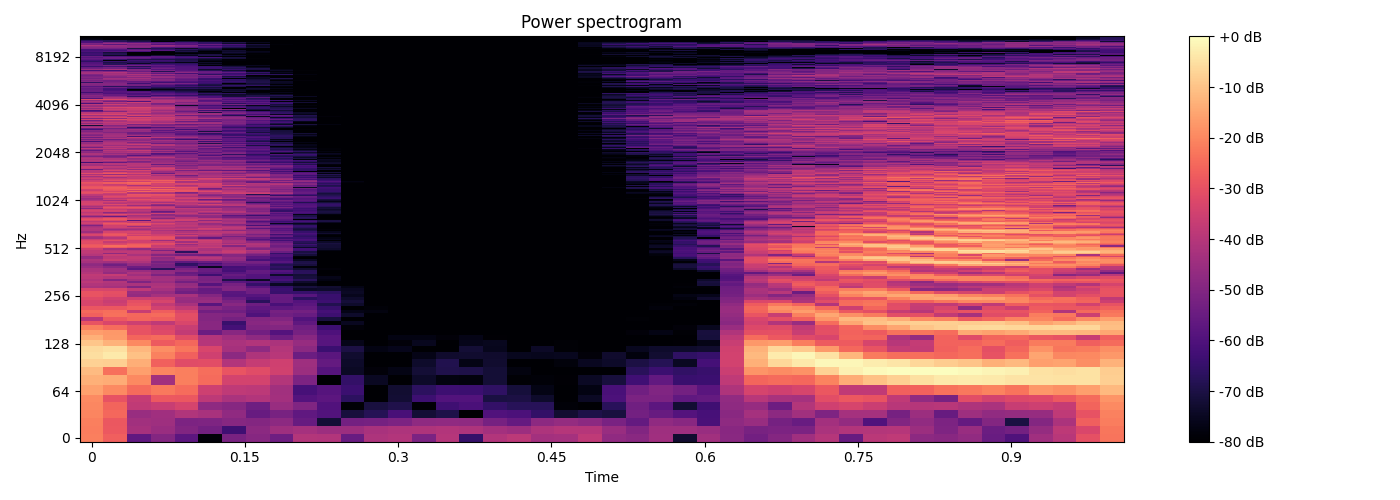 Power spectrogram
Hz
8192
4096
2048
1024
512
256
128
64
0
0 0.15 0.3 0.45 0.6 0.75 0.9
Time
+0 dB
-10 dB
-20 dB
-30 dB
-40 dB
-50 dB
-60 dB
-70 dB
-80 dB